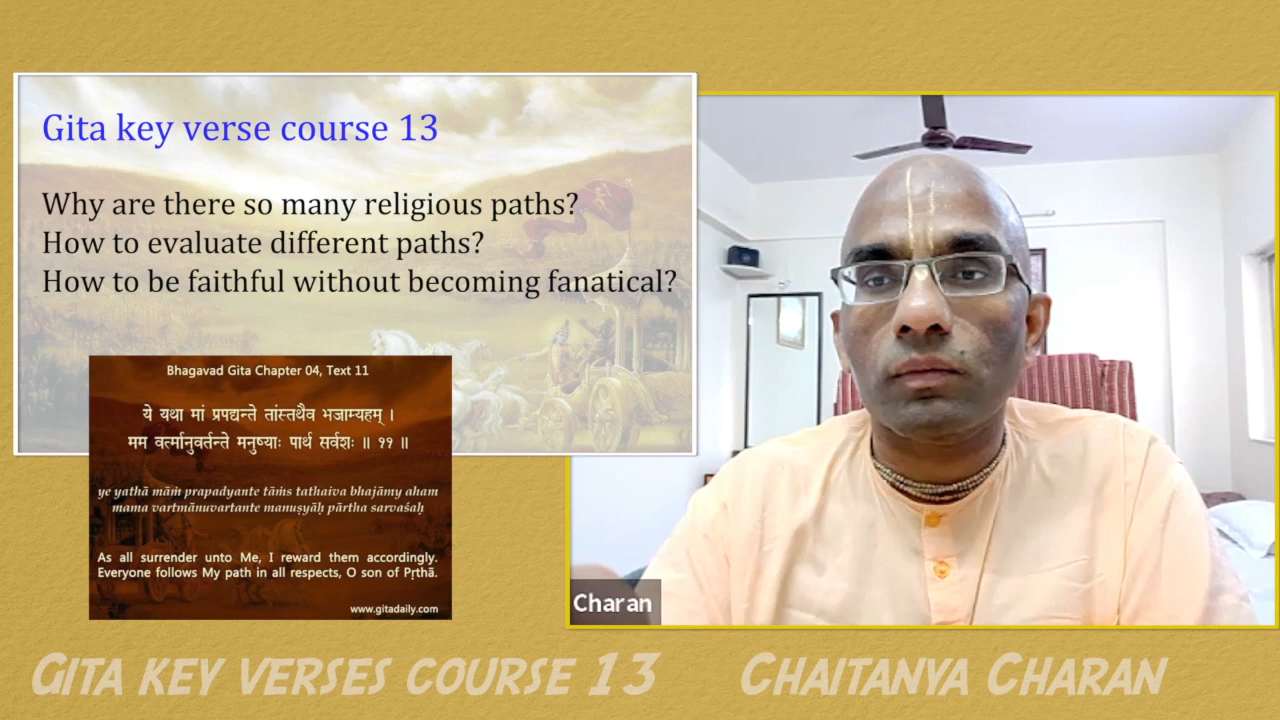 Gita key verse course 13
Why are there so many religious paths?
How to evaluate different paths?
How to be faithful without becoming fanatical?
Bhagavad Gita Chapter 04, Text 11
ये यथा मां प्रपद्यन्ते तांस्तथैव भजाम्यहम् ।
मम वर्त्मानुवर्तन्ते मनुष्याः पार्थ सर्वशः ॥ ११ ॥
ye yathā māṁ prapadyante tāṁs tathaiva bhajāmy aham
mama vartmānuvartante manuṣyāḥ pārtha sarvaśaḥ
As all surrender unto Me, I reward them accordingly.
Everyone follows My path in all respects, O son of Pṛthā.
www.gitadaily.com
Charan
Gita key verses course 13
Chaitanya Charan